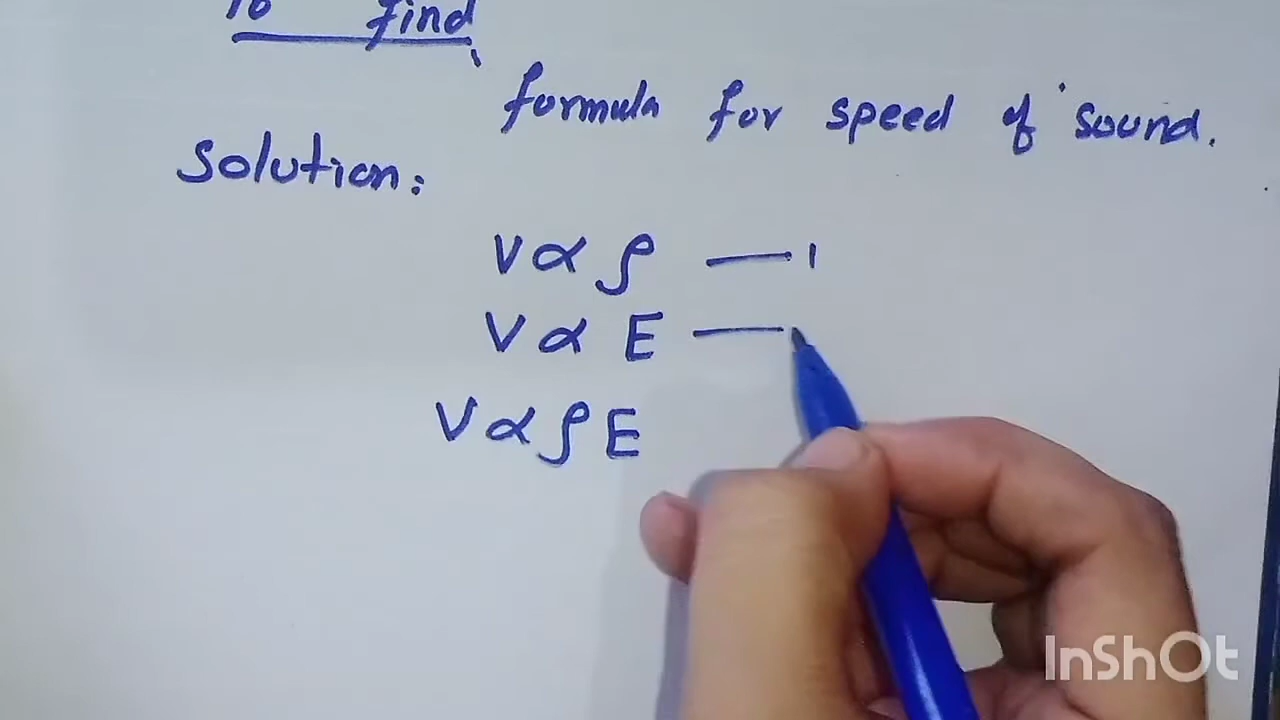 To find
formula for speed of sound.
Solution:
V ∝ ρ — 1
V ∝ E —
V ∝ ρ E
InShOt